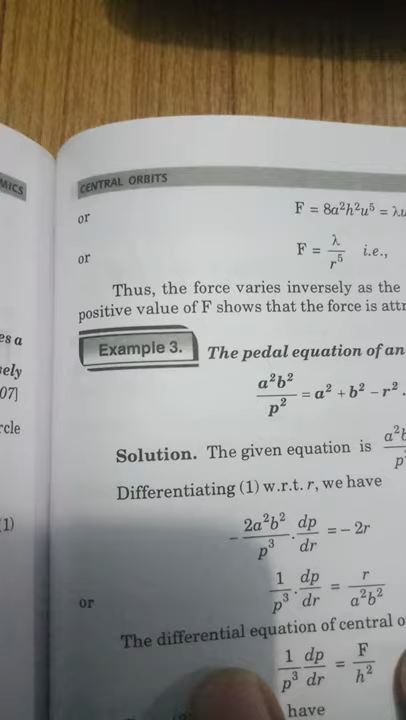 MICS
es a
sely
07]
rcle
(1)
CENTRAL ORBITS
or F = 8a²h²u⁵ = λu
or F = λ/r⁵ i.e.,
Thus, the force varies inversely as the
positive value of F shows that the force is attr
Example 3. The pedal equation of an
a²b²/p² = a² + b² − r²
Solution. The given equation is a²b/p
Differentiating (1) w.r.t. r, we have
− 2a²b²/p³ · dp/dr = − 2r
or 1/p³ · dp/dr = r/a²b²
The differential equation of central o
1/p³ dp/dr = F/h²
have